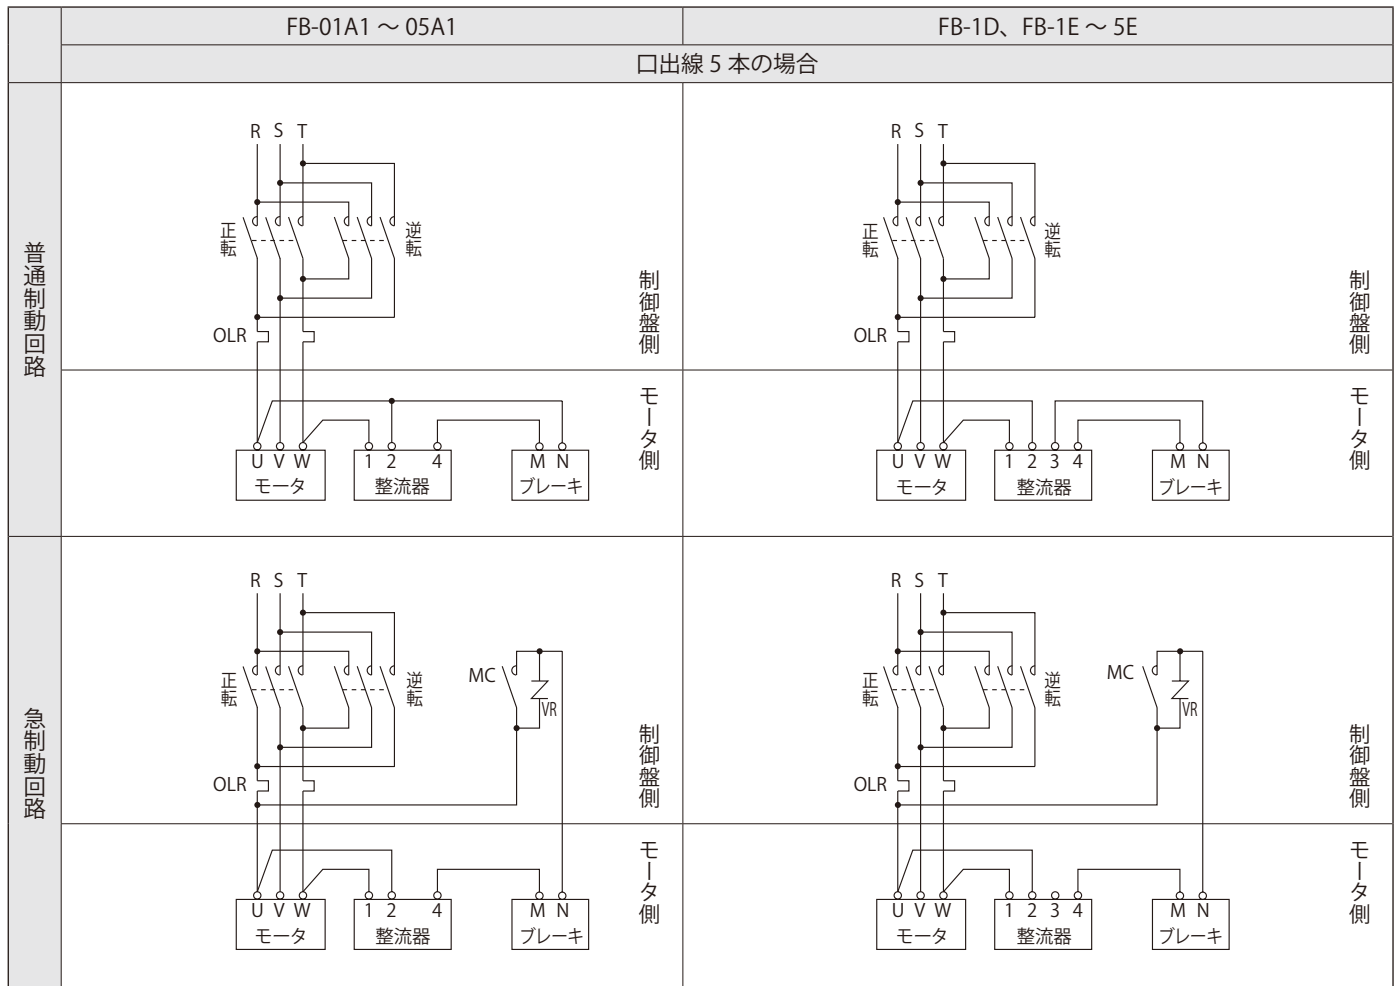 FB-01A1 ～ 05A1
FB-1D、FB-1E ～ 5E
口出線 5 本の場合
普通制動回路
R S T
正転
逆転
OLR
制御盤側
モータ側
U V W
モータ
1 2 4
整流器
M N
ブレーキ
R S T
正転
逆転
OLR
制御盤側
モータ側
U V W
モータ
1 2 3 4
整流器
M N
ブレーキ
急制動回路
R S T
正転
逆転
MC
VR
OLR
制御盤側
モータ側
U V W
モータ
1 2 4
整流器
M N
ブレーキ
R S T
正転
逆転
MC
VR
OLR
制御盤側
モータ側
U V W
モータ
1 2 3 4
整流器
M N
ブレーキ